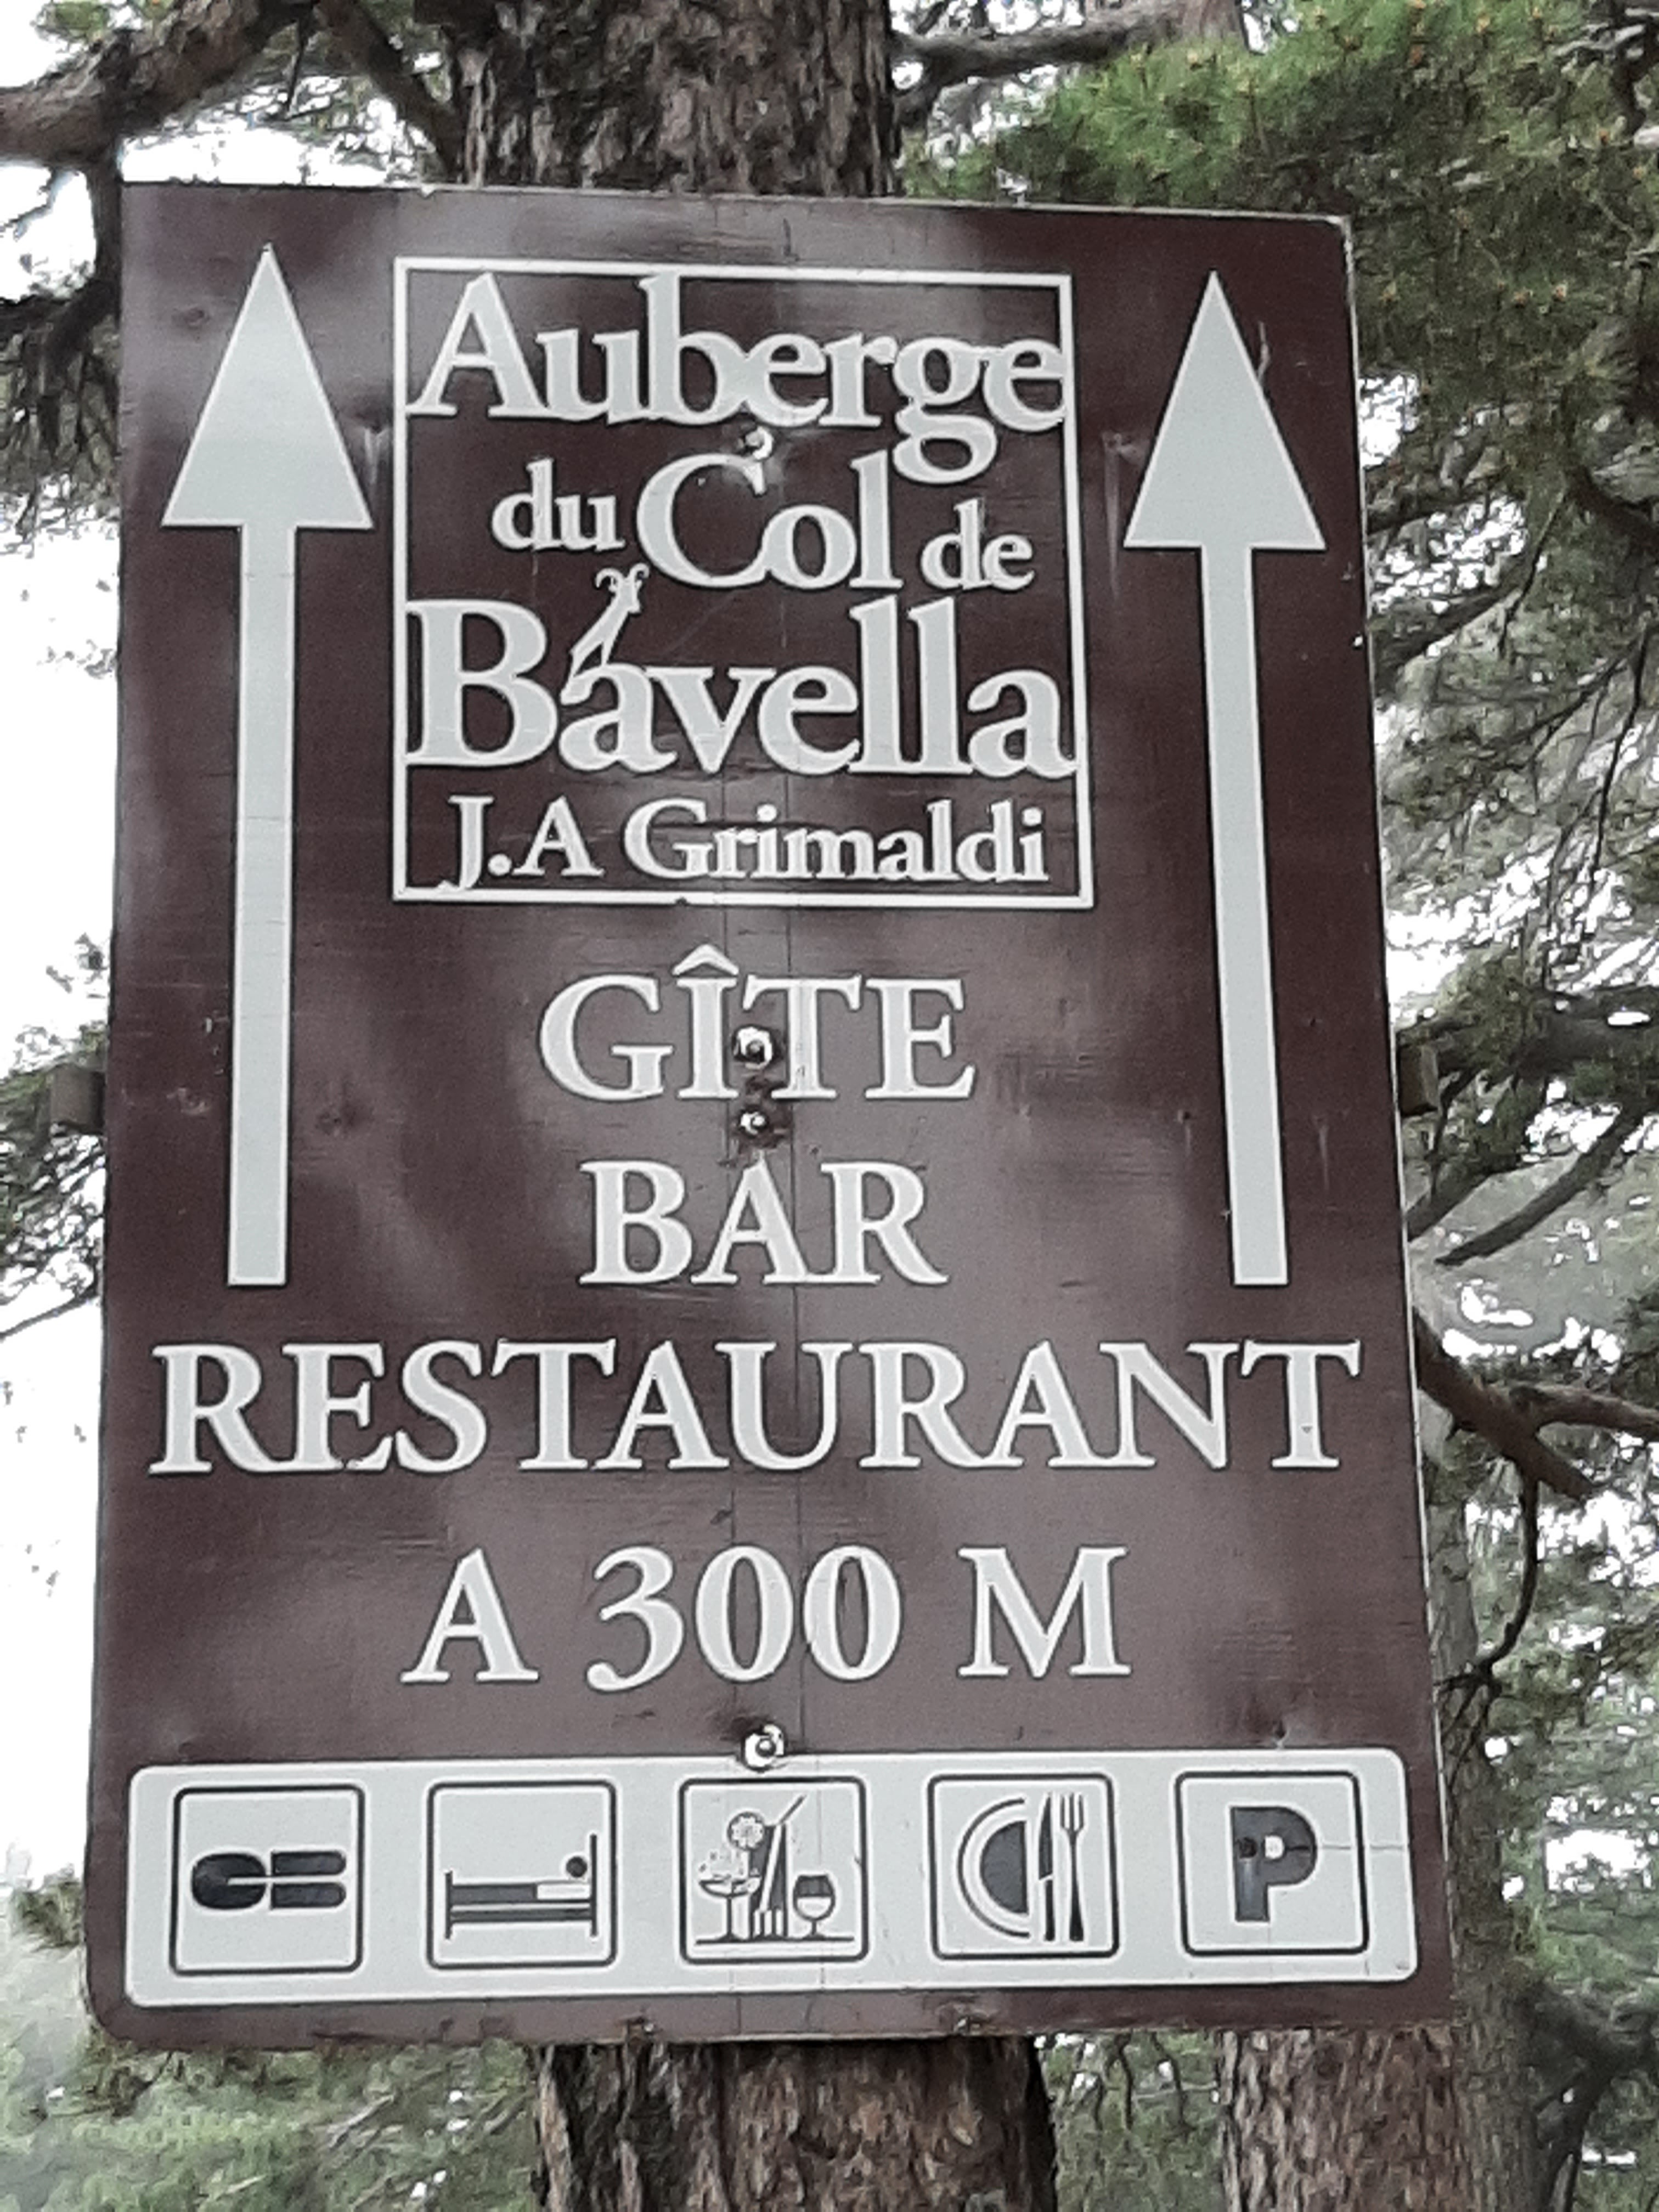 Auberge
du Col de
Bavella
J.A Grimaldi
GÎTE
BAR
RESTAURANT
A 300 M
CB P